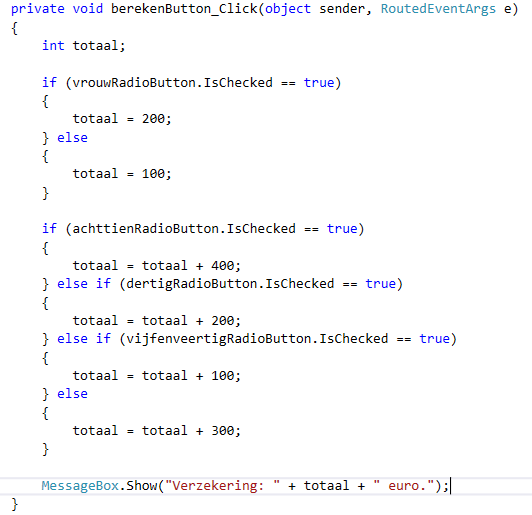 private void berekenButton_Click(object sender, RoutedEventArgs e)
{
    int totaal;

    if (vrouwRadioButton.IsChecked == true)
    {
        totaal = 200;
    } else
    {
        totaal = 100;
    }

    if (achttienRadioButton.IsChecked == true)
    {
        totaal = totaal + 400;
    } else if (dertigRadioButton.IsChecked == true)
    {
        totaal = totaal + 200;
    } else if (vijfenveertigRadioButton.IsChecked == true)
    {
        totaal = totaal + 100;
    } else
    {
        totaal = totaal + 300;
    }

    MessageBox.Show("Verzekering: " + totaal + " euro.");
}